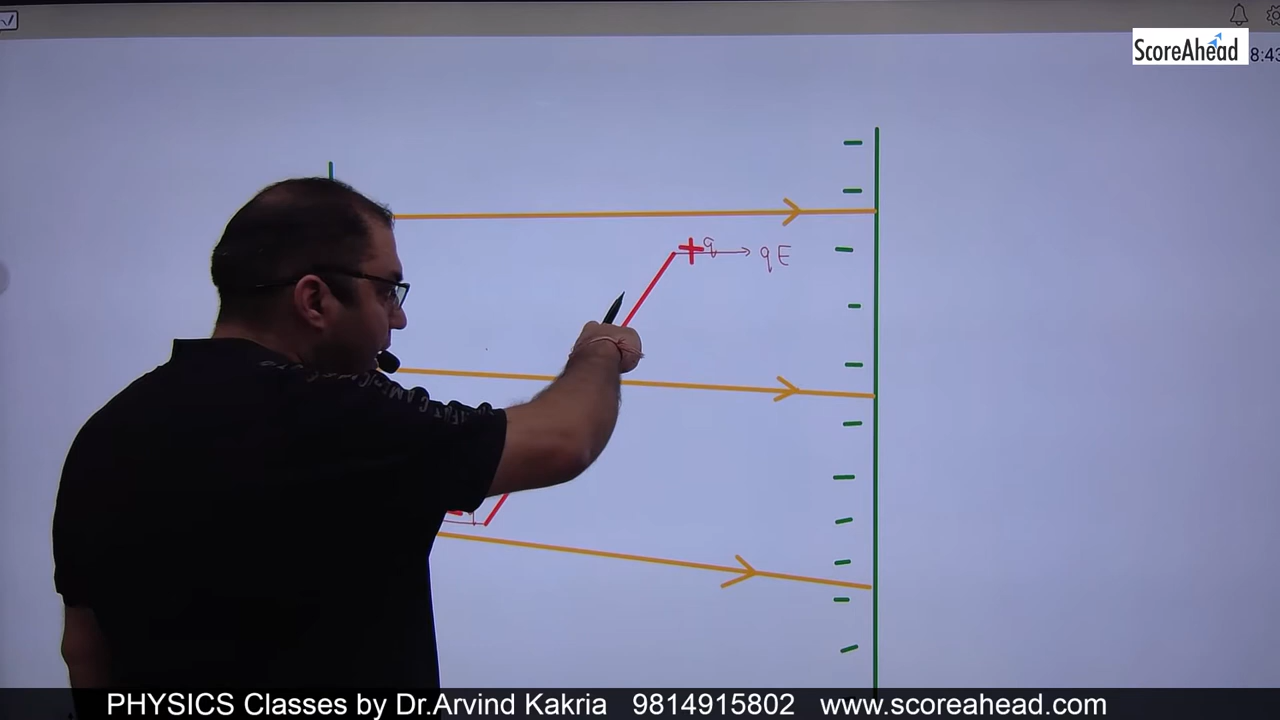 ScoreAhead
8:43
+q → qE
PHYSICS Classes by Dr.Arvind Kakria 9814915802 www.scoreahead.com